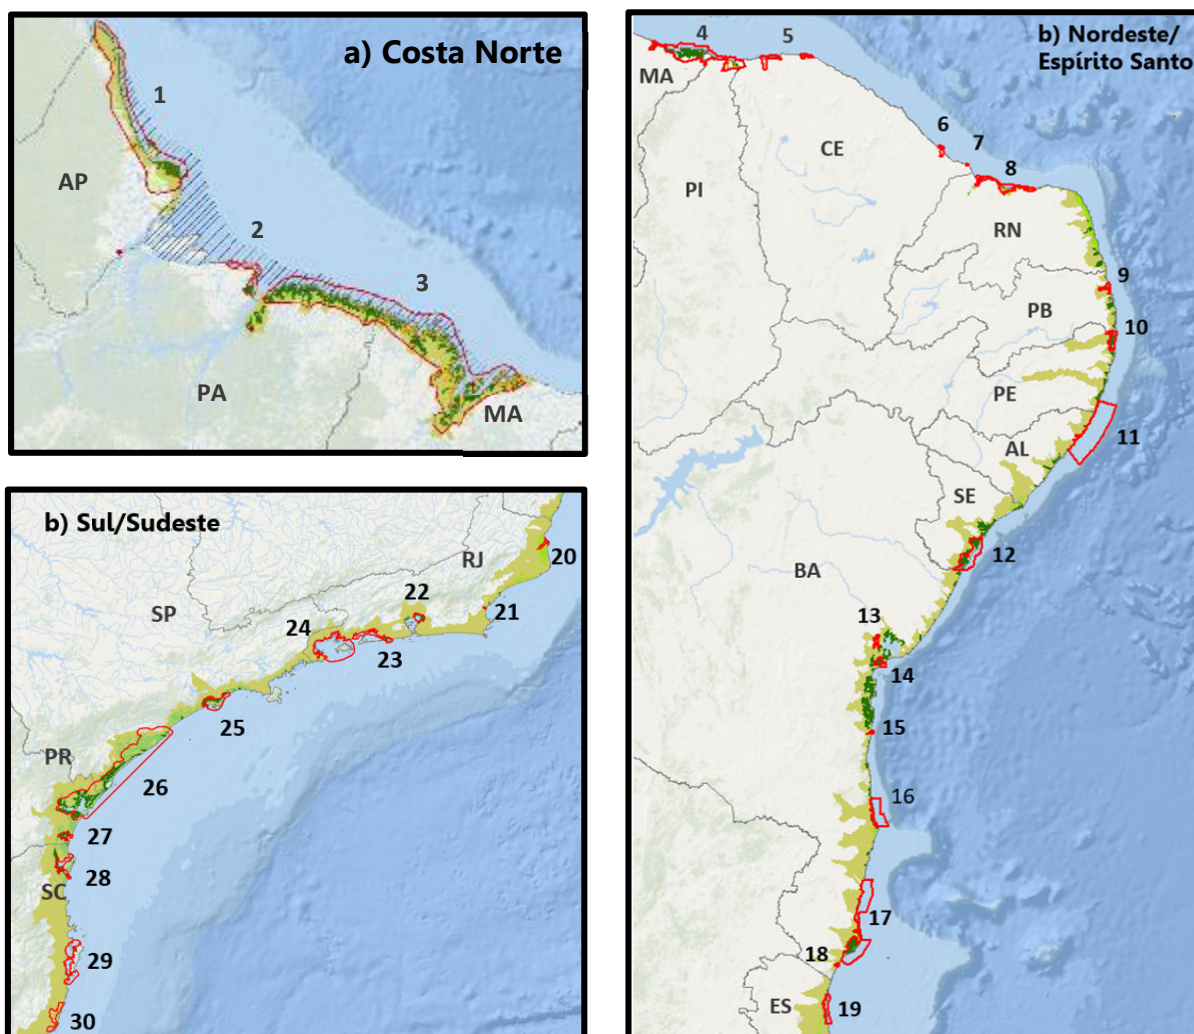 a) Costa Norte
1
AP
2
3
PA
MA
b) Sul/Sudeste
20
RJ
22
21
SP
24
23
25
PR
26
27
28
SC
29
30
b) Nordeste/
Espírito Santo
4
5
MA
6
CE
7
8
PI
RN
9
PB
10
PE
11
AL
SE
12
BA
13
14
15
16
17
18
ES
19